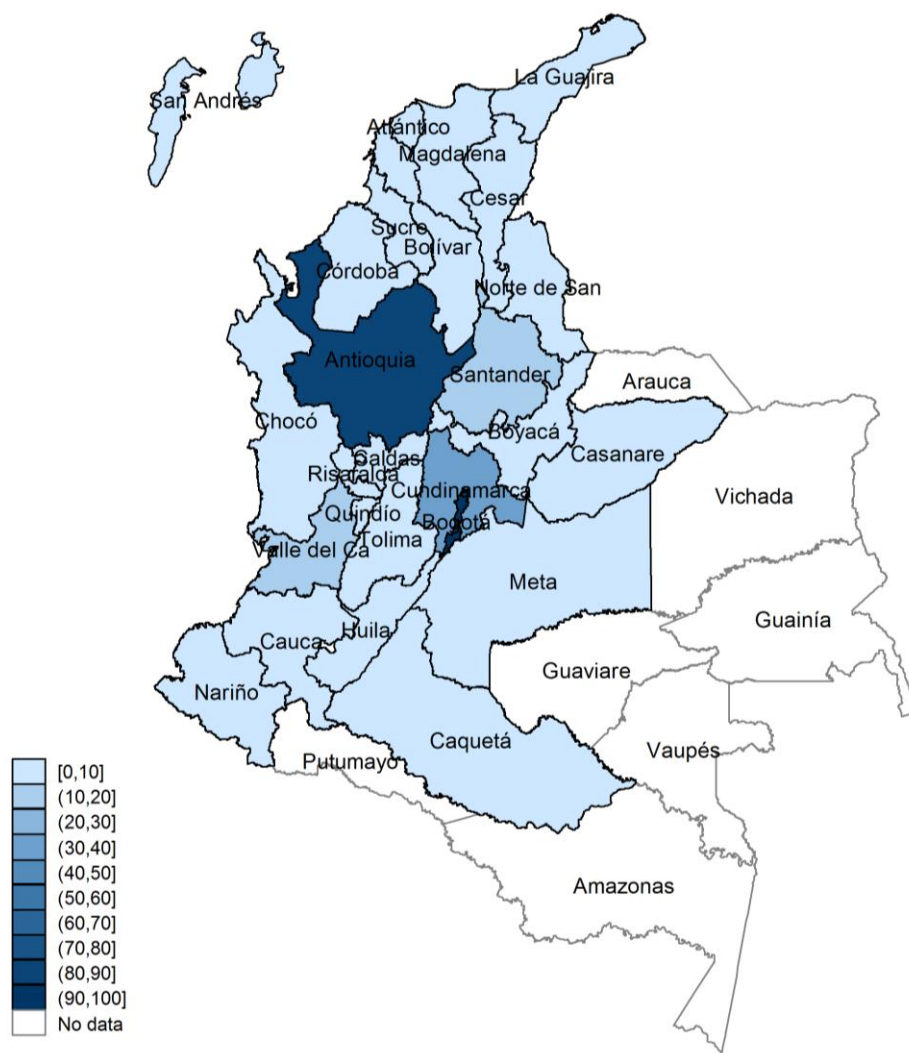 La Guajira
San Andrés
Atlántico
Magdalena
Cesar
Sucre
Bolívar
Córdoba
Norte de San
Antioquia
Santander
Arauca
Chocó
Boyacá
Caldas
Casanare
Risaralda
Cundinamarca
Vichada
Quindío
Bogotá
Tolima
Valle del Ca
Meta
Guainía
Huila
Cauca
Guaviare
Nariño
Caquetá
Vaupés
Putumayo
Amazonas
[0,10]
(10,20]
(20,30]
(30,40]
(40,50]
(50,60]
(60,70]
(70,80]
(80,90]
(90,100]
No data